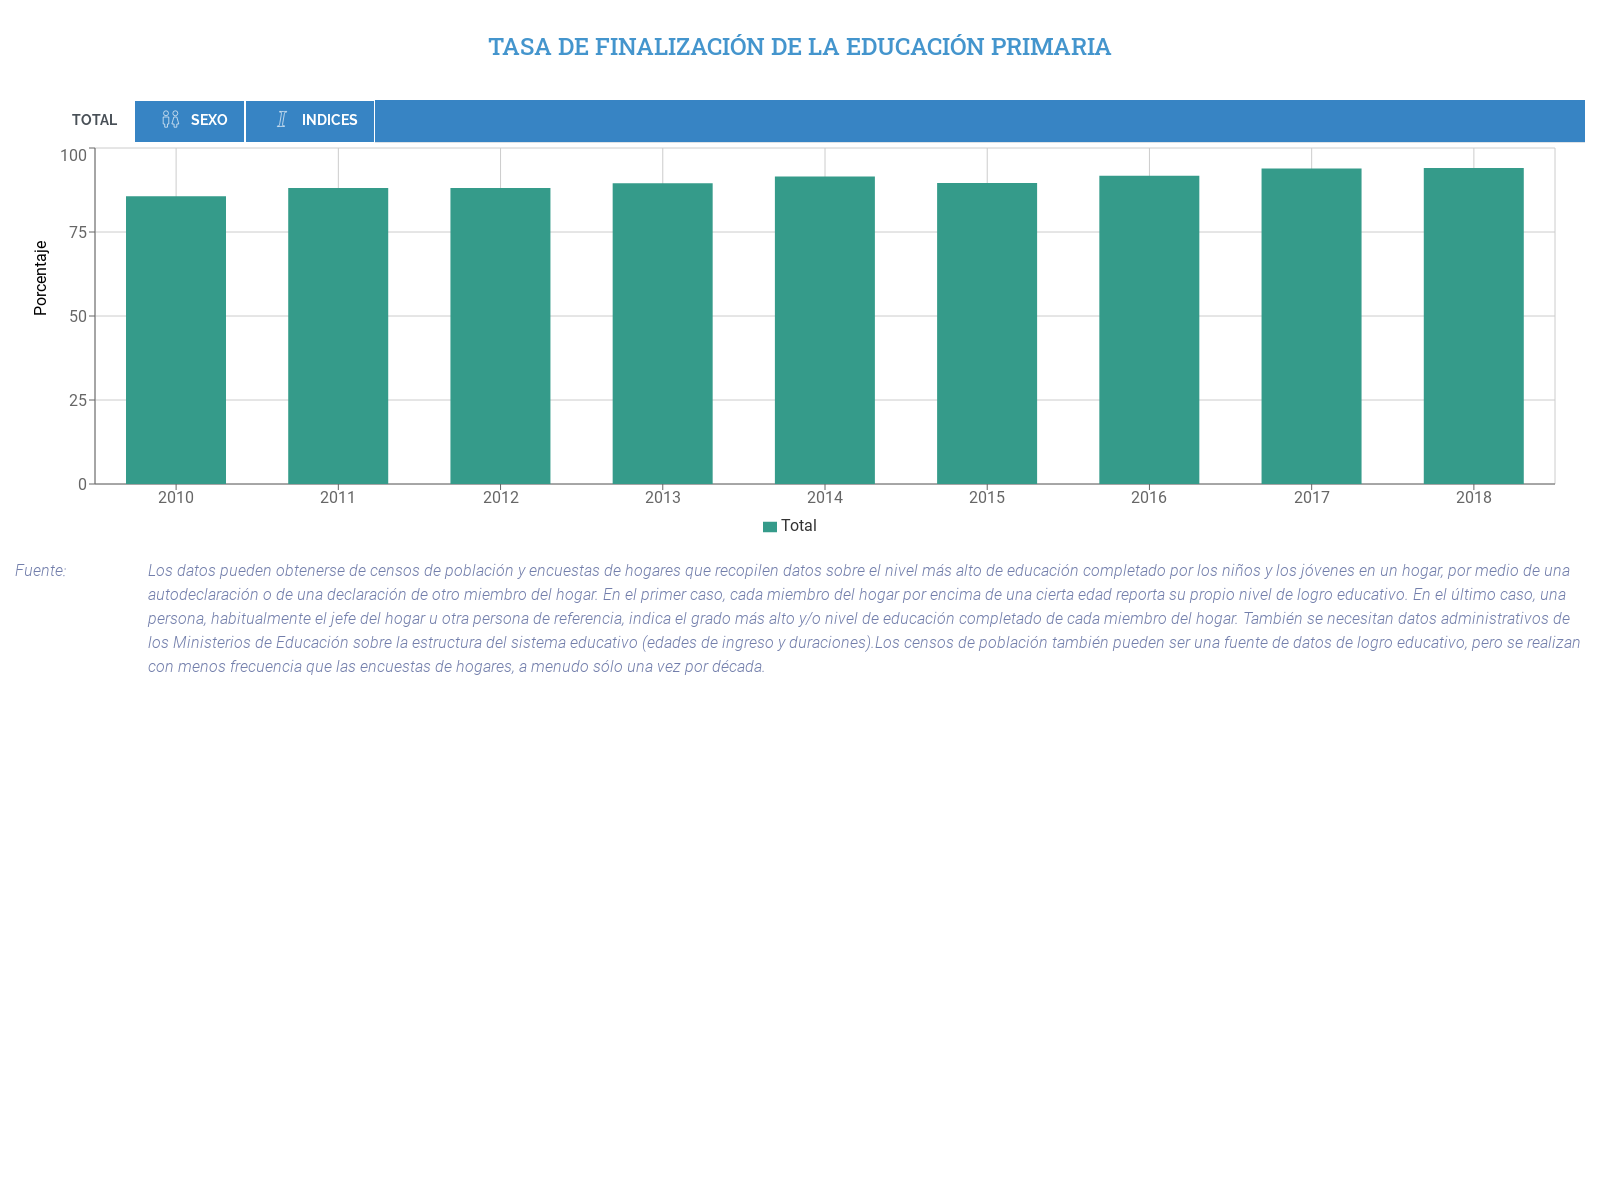 TASA DE FINALIZACIÓN DE LA EDUCACIÓN PRIMARIA
TOTAL SEXO INDICES
100
75
50
25
0
Porcentaje
2010 2011 2012 2013 2014 2015 2016 2017 2018
Total
Fuente: Los datos pueden obtenerse de censos de población y encuestas de hogares que recopilen datos sobre el nivel más alto de educación completado por los niños y los jóvenes en un hogar, por medio de una
autodeclaración o de una declaración de otro miembro del hogar. En el primer caso, cada miembro del hogar por encima de una cierta edad reporta su propio nivel de logro educativo. En el último caso, una
persona, habitualmente el jefe del hogar u otra persona de referencia, indica el grado más alto y/o nivel de educación completado de cada miembro del hogar. También se necesitan datos administrativos de
los Ministerios de Educación sobre la estructura del sistema educativo (edades de ingreso y duraciones).Los censos de población también pueden ser una fuente de datos de logro educativo, pero se realizan
con menos frecuencia que las encuestas de hogares, a menudo sólo una vez por década.